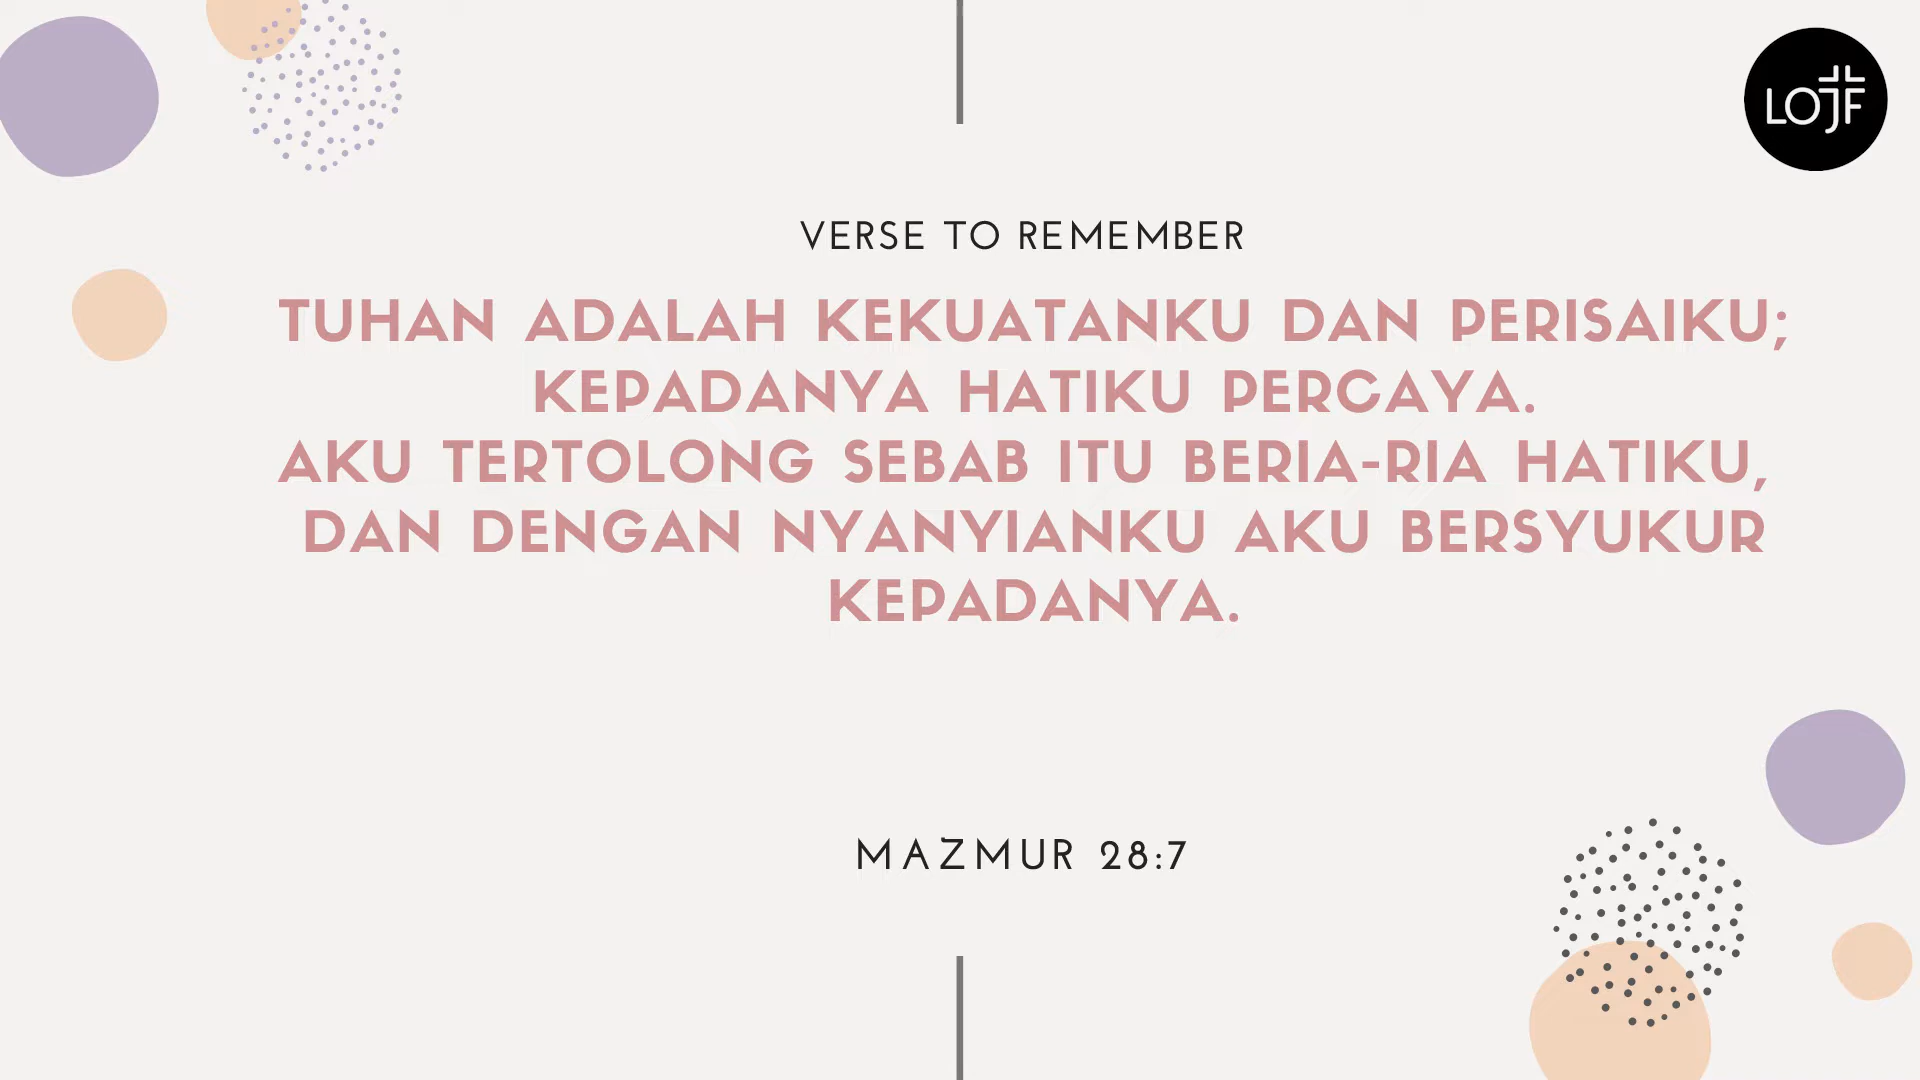 LOJF
VERSE TO REMEMBER
TUHAN ADALAH KEKUATANKU DAN PERISAIKU;
KEPADANYA HATIKU PERCAYA.
AKU TERTOLONG SEBAB ITU BERIA-RIA HATIKU,
DAN DENGAN NYANYIANKU AKU BERSYUKUR
KEPADANYA.
MAZMUR 28:7